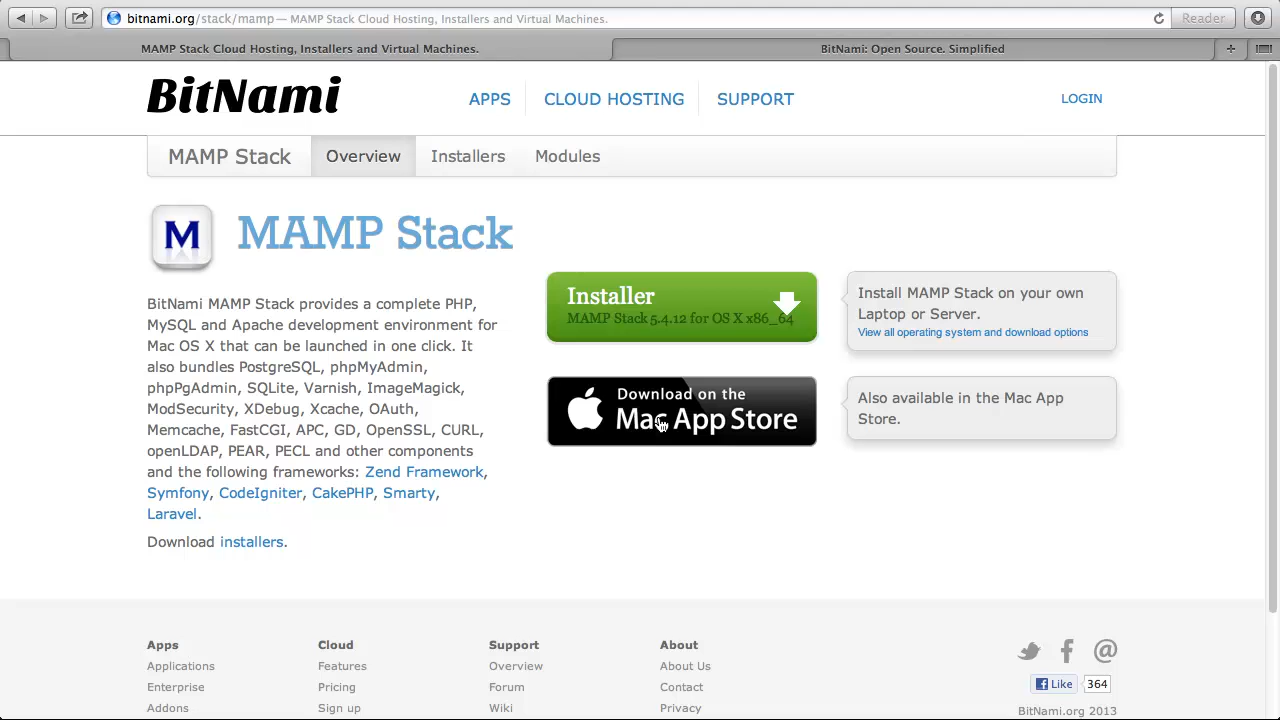 bitnami.org/stack/mamp — MAMP Stack Cloud Hosting, Installers and Virtual Machines.
Reader
MAMP Stack Cloud Hosting, Installers and Virtual Machines.
BitNami: Open Source. Simplified
BitNami
APPS
CLOUD HOSTING
SUPPORT
LOGIN
MAMP Stack
Overview
Installers
Modules
M
MAMP Stack
BitNami MAMP Stack provides a complete PHP,
MySQL and Apache development environment for
Mac OS X that can be launched in one click. It
also bundles PostgreSQL, phpMyAdmin,
phpPgAdmin, SQLite, Varnish, ImageMagick,
ModSecurity, XDebug, Xcache, OAuth,
Memcache, FastCGI, APC, GD, OpenSSL, CURL,
openLDAP, PEAR, PECL and other components
and the following frameworks: Zend Framework,
Symfony, CodeIgniter, CakePHP, Smarty,
Laravel.
Download installers.
Installer
MAMP Stack 5.4.12 for OS X x86_64
Install MAMP Stack on your own
Laptop or Server.
View all operating system and download options
Download on the
Mac App Store
Also available in the Mac App
Store.
Apps
Applications
Enterprise
Addons
Cloud
Features
Pricing
Sign up
Support
Overview
Forum
Wiki
About
About Us
Contact
Privacy
Like
364
BitNami.org 2013